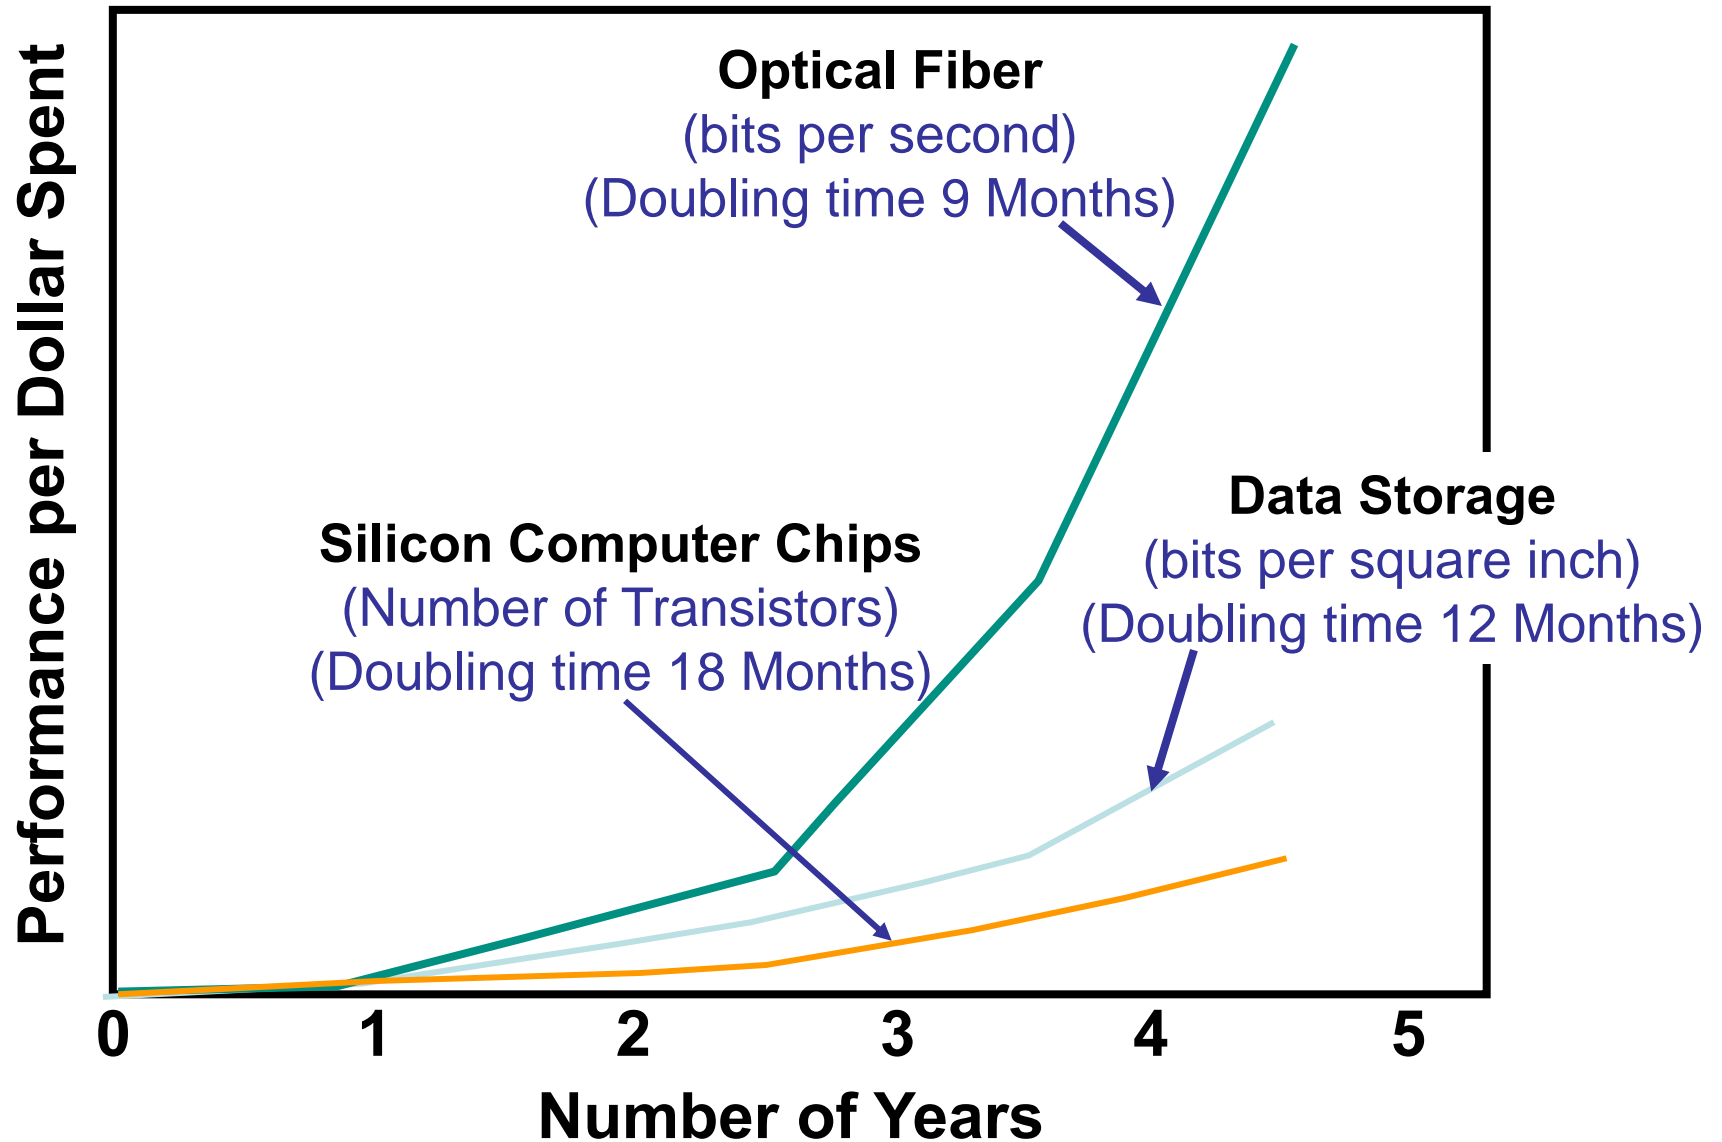 Performance per Dollar Spent
Optical Fiber
(bits per second)
(Doubling time 9 Months)
Silicon Computer Chips
(Number of Transistors)
(Doubling time 18 Months)
Data Storage
(bits per square inch)
(Doubling time 12 Months)
0 1 2 3 4 5
Number of Years